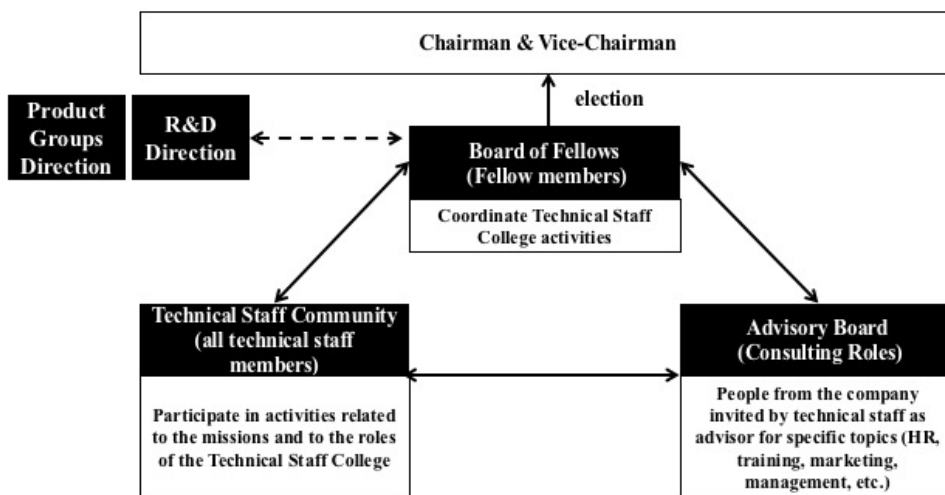 Chairman & Vice-Chairman
election
Product
Groups
Direction
R&D
Direction
Board of Fellows
(Fellow members)
Coordinate Technical Staff
College activities
Technical Staff Community
(all technical staff
members)
Participate in activities related
to the missions and to the roles
of the Technical Staff College
Advisory Board
(Consulting Roles)
People from the company
invited by technical staff as
advisor for specific topics (HR,
training, marketing,
management, etc.)